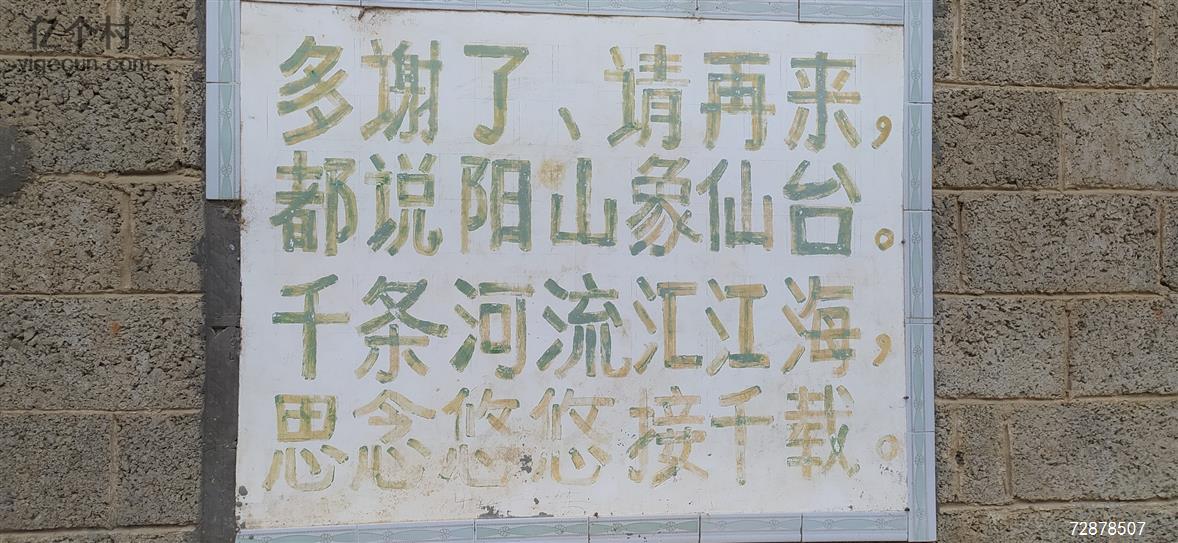 亿个村
yigecun.com
多谢了、请再来，
都说阳山象仙台。
千条河流汇江海，
思念悠悠接千载。
72878507